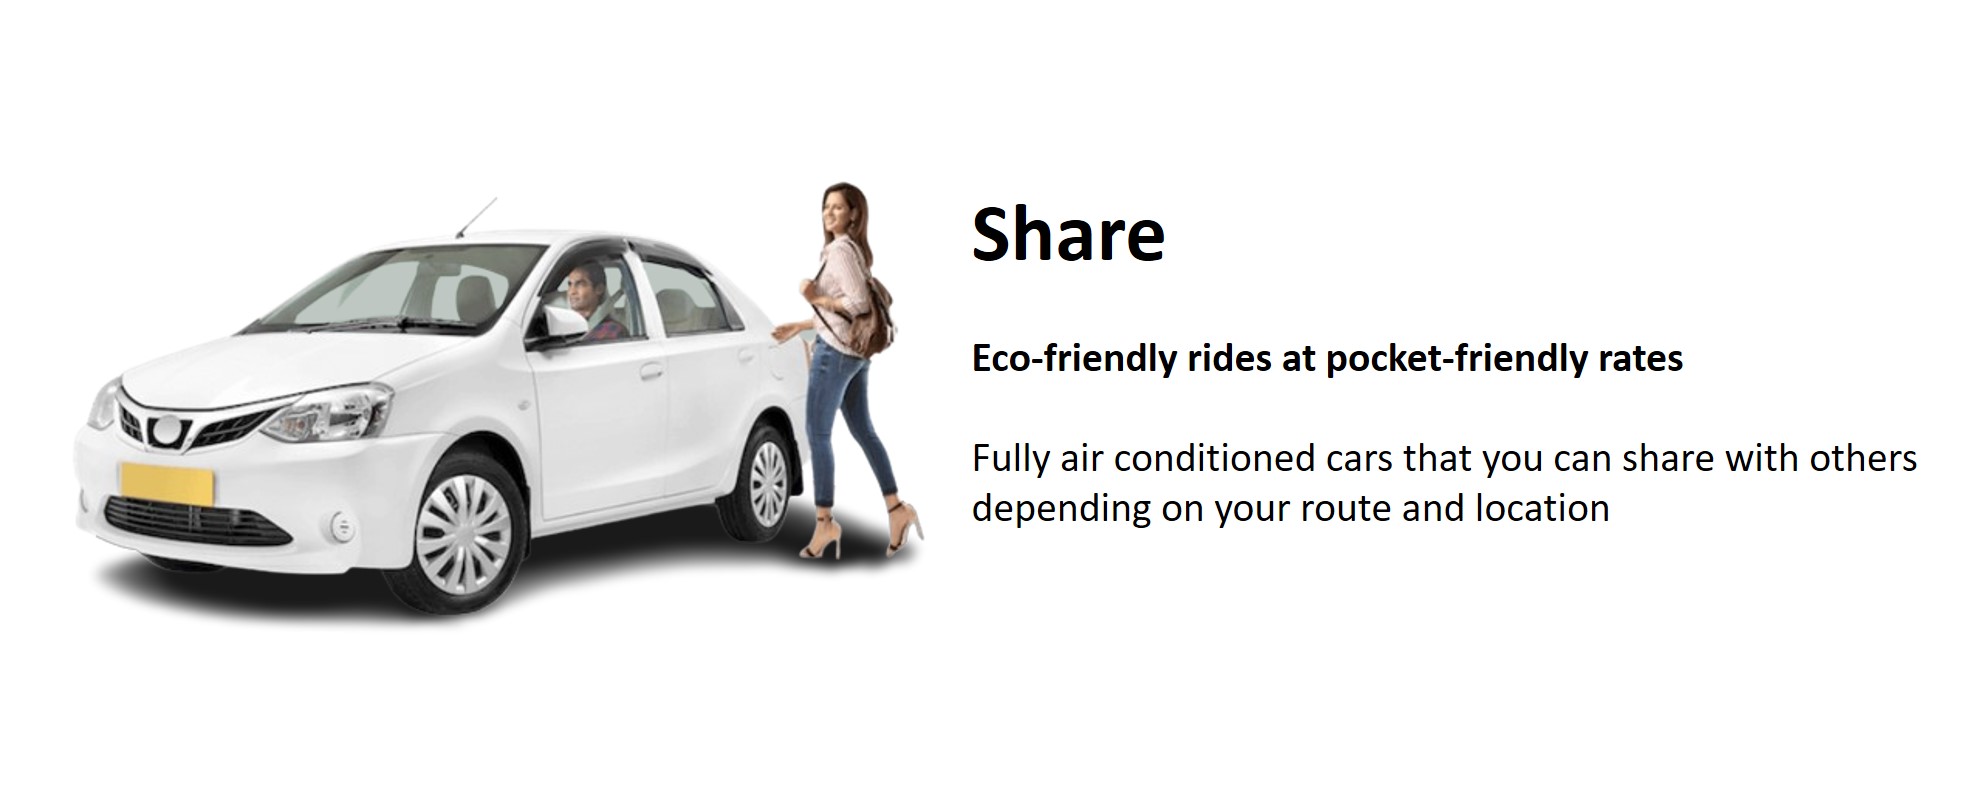 Share
Eco-friendly rides at pocket-friendly rates
Fully air conditioned cars that you can share with others
depending on your route and location